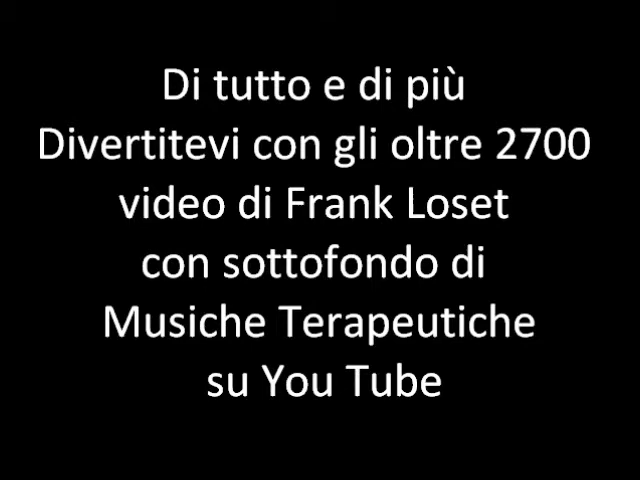 Di tutto e di più
Divertitevi con gli oltre 2700
video di Frank Loset
con sottofondo di
Musiche Terapeutiche
su You Tube